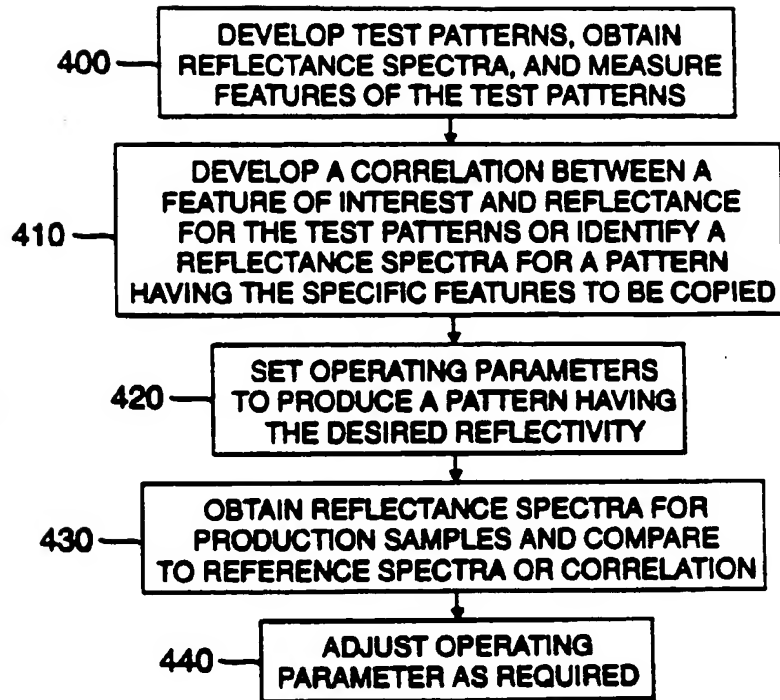 400
DEVELOP TEST PATTERNS, OBTAIN
REFLECTANCE SPECTRA, AND MEASURE
FEATURES OF THE TEST PATTERNS
410
DEVELOP A CORRELATION BETWEEN A
FEATURE OF INTEREST AND REFLECTANCE
FOR THE TEST PATTERNS OR IDENTIFY A
REFLECTANCE SPECTRA FOR A PATTERN
HAVING THE SPECIFIC FEATURES TO BE COPIED
420
SET OPERATING PARAMETERS
TO PRODUCE A PATTERN HAVING
THE DESIRED REFLECTIVITY
430
OBTAIN REFLECTANCE SPECTRA FOR
PRODUCTION SAMPLES AND COMPARE
TO REFERENCE SPECTRA OR CORRELATION
440
ADJUST OPERATING
PARAMETER AS REQUIRED